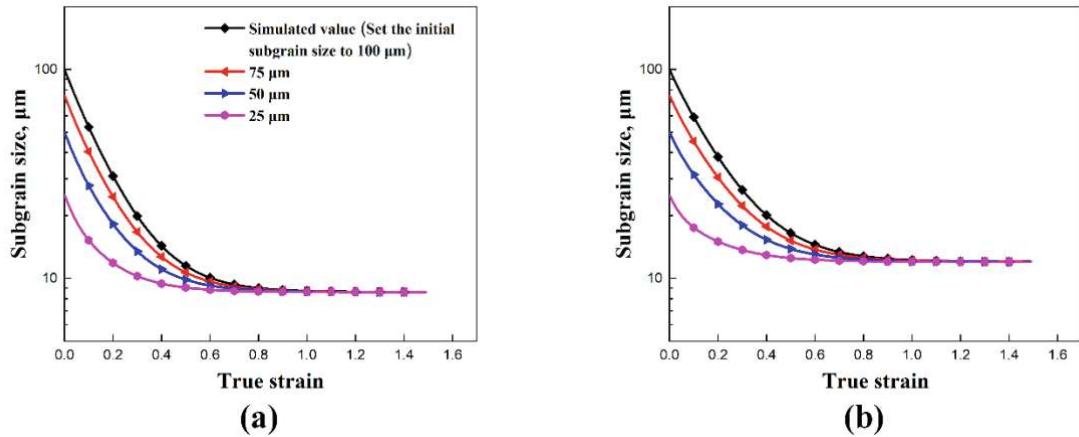 Simulated value (Set the initial
subgrain size to 100 μm)
75 μm
50 μm
25 μm
100
10
Subgrain size, μm
0.0 0.2 0.4 0.6 0.8 1.0 1.2 1.4 1.6
True strain
(a)
100
10
Subgrain size, μm
0.0 0.2 0.4 0.6 0.8 1.0 1.2 1.4 1.6
True strain
(b)